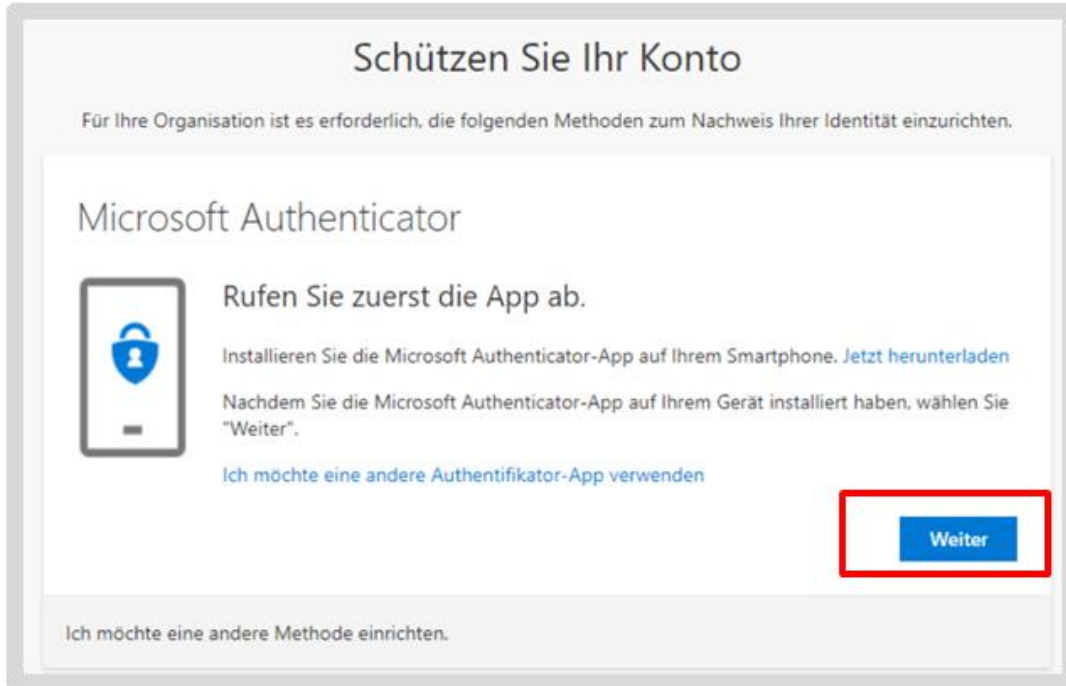 Schützen Sie Ihr Konto
Für Ihre Organisation ist es erforderlich, die folgenden Methoden zum Nachweis Ihrer Identität einzurichten.
Microsoft Authenticator
Rufen Sie zuerst die App ab.
Installieren Sie die Microsoft Authenticator-App auf Ihrem Smartphone. Jetzt herunterladen
Nachdem Sie die Microsoft Authenticator-App auf Ihrem Gerät installiert haben, wählen Sie
"Weiter".
Ich möchte eine andere Authentifikator-App verwenden
Weiter
Ich möchte eine andere Methode einrichten.